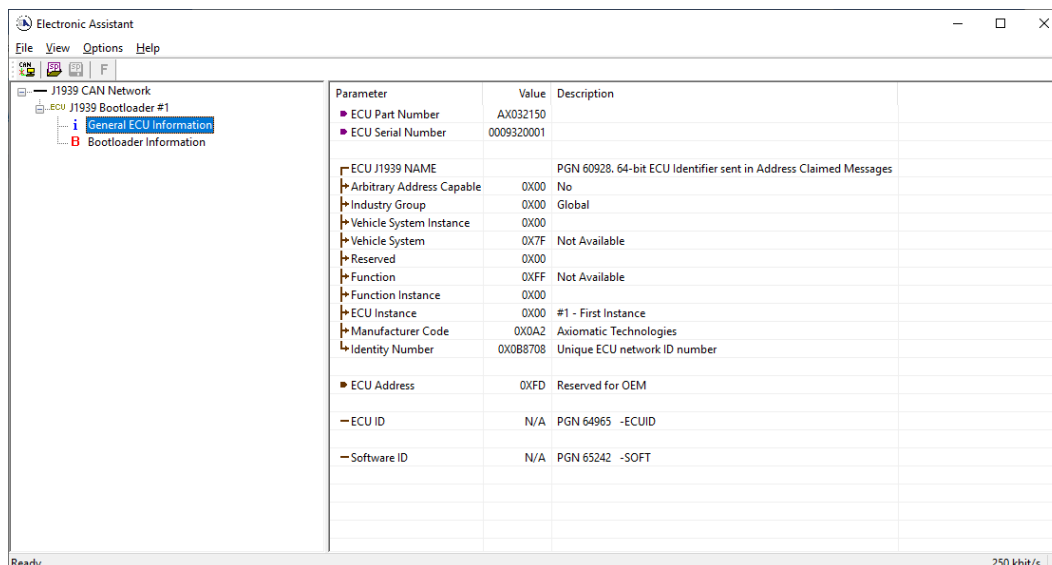 Electronic Assistant
File View Options Help
CAN
F
J1939 CAN Network
ECU J1939 Bootloader #1
i General ECU Information
B Bootloader Information
Parameter Value Description
ECU Part Number AX032150
ECU Serial Number 0009320001
ECU J1939 NAME PGN 60928. 64-bit ECU Identifier sent in Address Claimed Messages
Arbitrary Address Capable 0X00 No
Industry Group 0X00 Global
Vehicle System Instance 0X00
Vehicle System 0X7F Not Available
Reserved 0X00
Function 0XFF Not Available
Function Instance 0X00
ECU Instance 0X00 #1 - First Instance
Manufacturer Code 0X0A2 Axiomatic Technologies
Identity Number 0X0B8708 Unique ECU network ID number
ECU Address 0XFD Reserved for OEM
ECU ID N/A PGN 64965 -ECUID
Software ID N/A PGN 65242 -SOFT
Ready 250 kbit/s